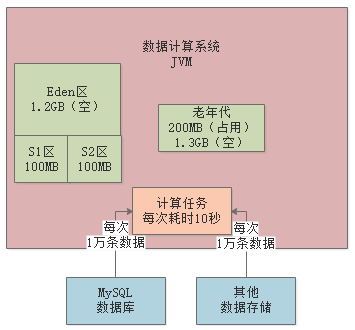 数据计算系统
JVM
Eden区
1.2GB（空）
老年代
200MB（占用）
1.3GB（空）
S1区
100MB
S2区
100MB
计算任务
每次耗时10秒
每次
1万条数据
每次
1万条数据
MySQL
数据库
其他
数据存储